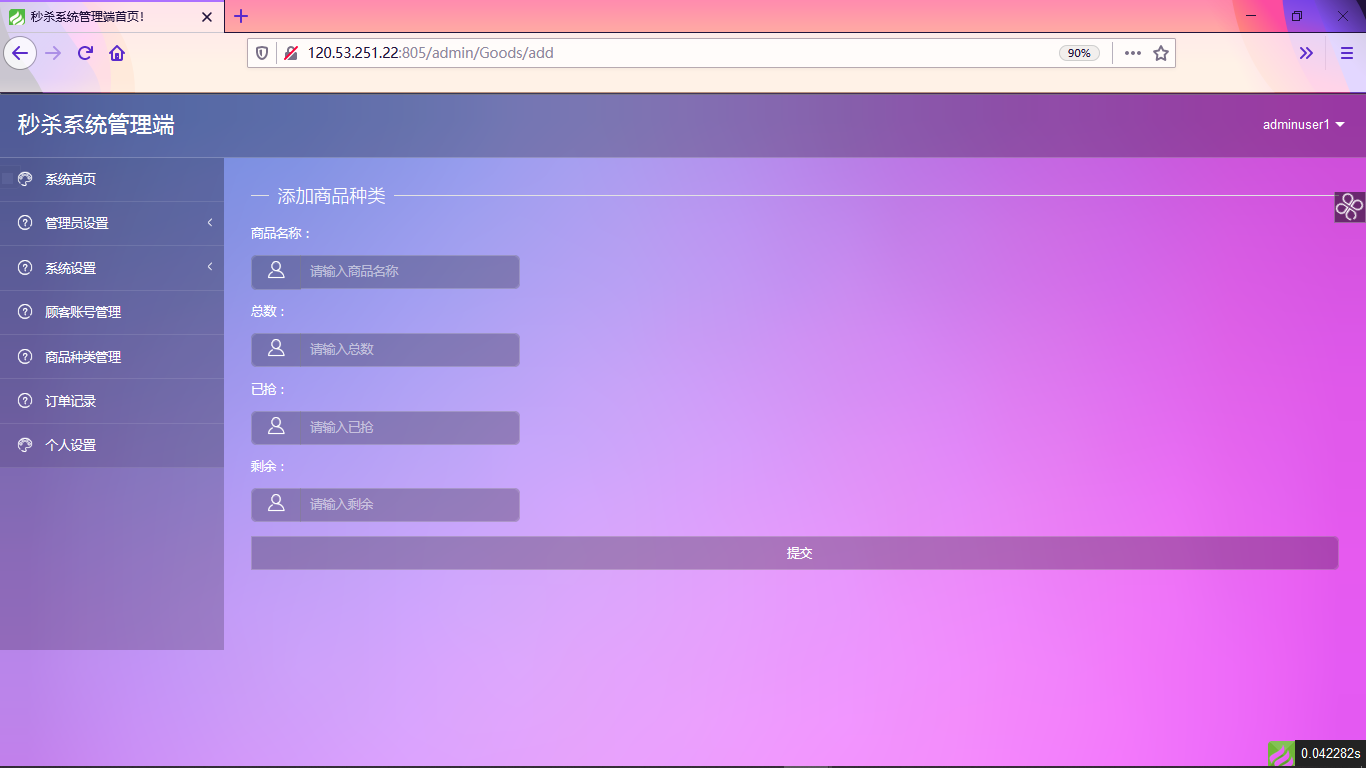 秒杀系统管理端首页!
120.53.251.22:805/admin/Goods/add
90%
秒杀系统管理端
adminuser1
系统首页
管理员设置
系统设置
顾客账号管理
商品种类管理
订单记录
个人设置
添加商品种类
商品名称：
请输入商品名称
总数：
请输入总数
已抢：
请输入已抢
剩余：
请输入剩余
提交
0.042282s